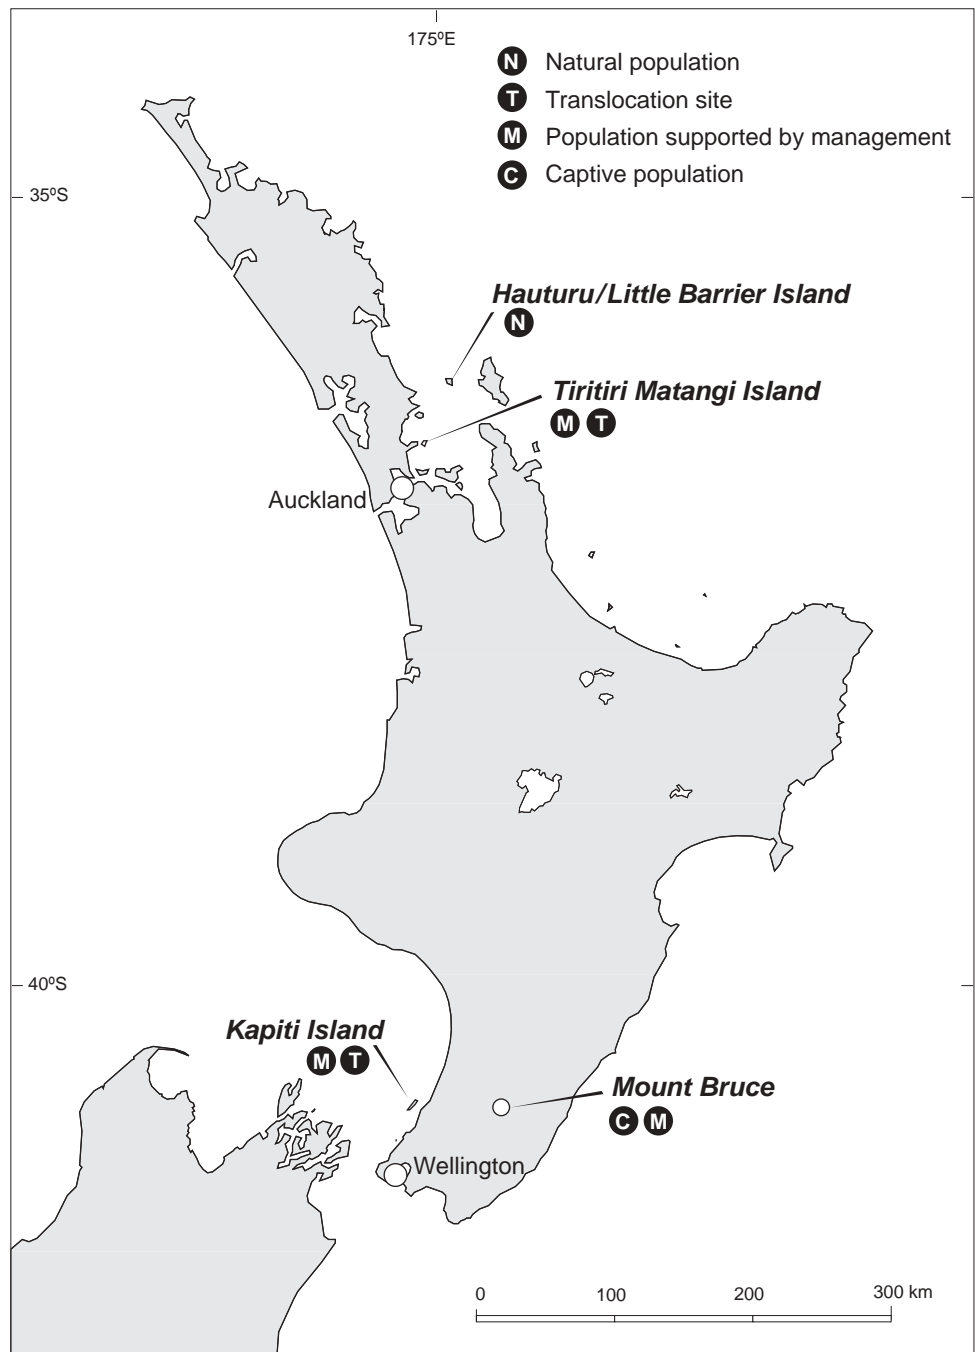 175ºE
N Natural population
T Translocation site
M Population supported by management
C Captive population
35ºS
Hauturu/Little Barrier Island
N
Tiritiri Matangi Island
M T
Auckland
40ºS
Kapiti Island
M T
Mount Bruce
C M
Wellington
0 100 200 300 km